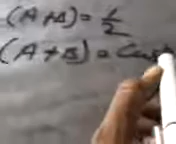 (A+B) = 1/2
(A+B) = Cos